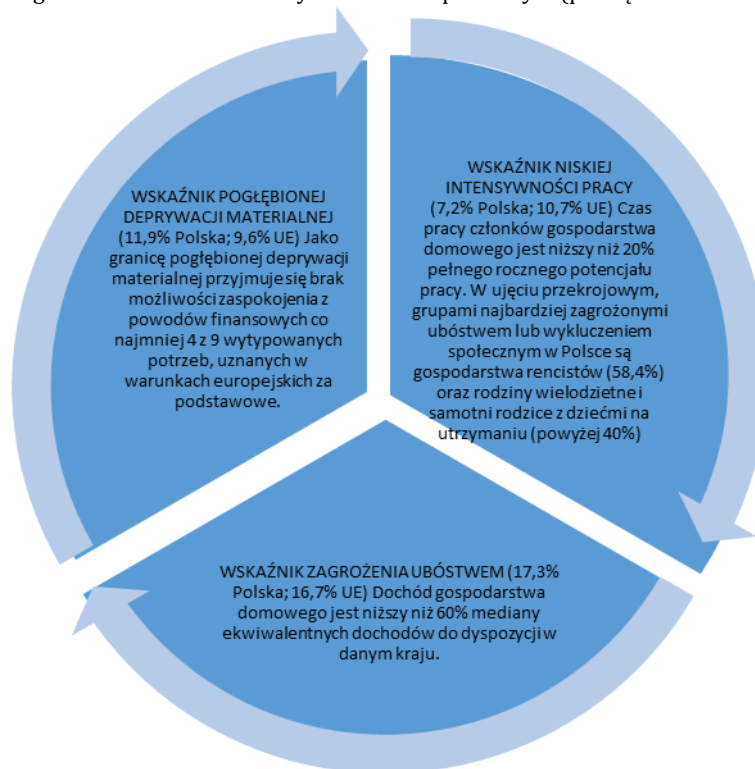 WSKAŹNIK POGŁĘBIONEJ
DEPRYWACJI MATERIALNEJ
(11,9% Polska; 9,6% UE) Jako
granicę pogłębionej deprywacji
materialnej przyjmuje się brak
możliwości zaspokojenia z
powodów finansowych co
najmniej 4 z 9 wytypowanych
potrzeb, uznanych w
warunkach europejskich za
podstawowe.
WSKAŹNIK NISKIEJ
INTENSYWNOŚCI PRACY
(7,2% Polska; 10,7% UE) Czas
pracy członków gospodarstwa
domowego jest niższy niż 20%
pełnego rocznego potencjału
pracy. W ujęciu przekrojowym,
grupami najbardziej zagrożonymi
ubóstwem lub wykluczeniem
społecznym w Polsce są
gospodarstwa rencistów (58,4%)
oraz rodziny wielodzietne i
samotni rodzice z dziećmi na
utrzymaniu (powyżej 40%)
WSKAŹNIK ZAGROŻENIA UBÓSTWEM (17,3%
Polska; 16,7% UE) Dochód gospodarstwa
domowego jest niższy niż 60% mediany
ekwiwalentnych dochodów do dyspozycji w
danym kraju.